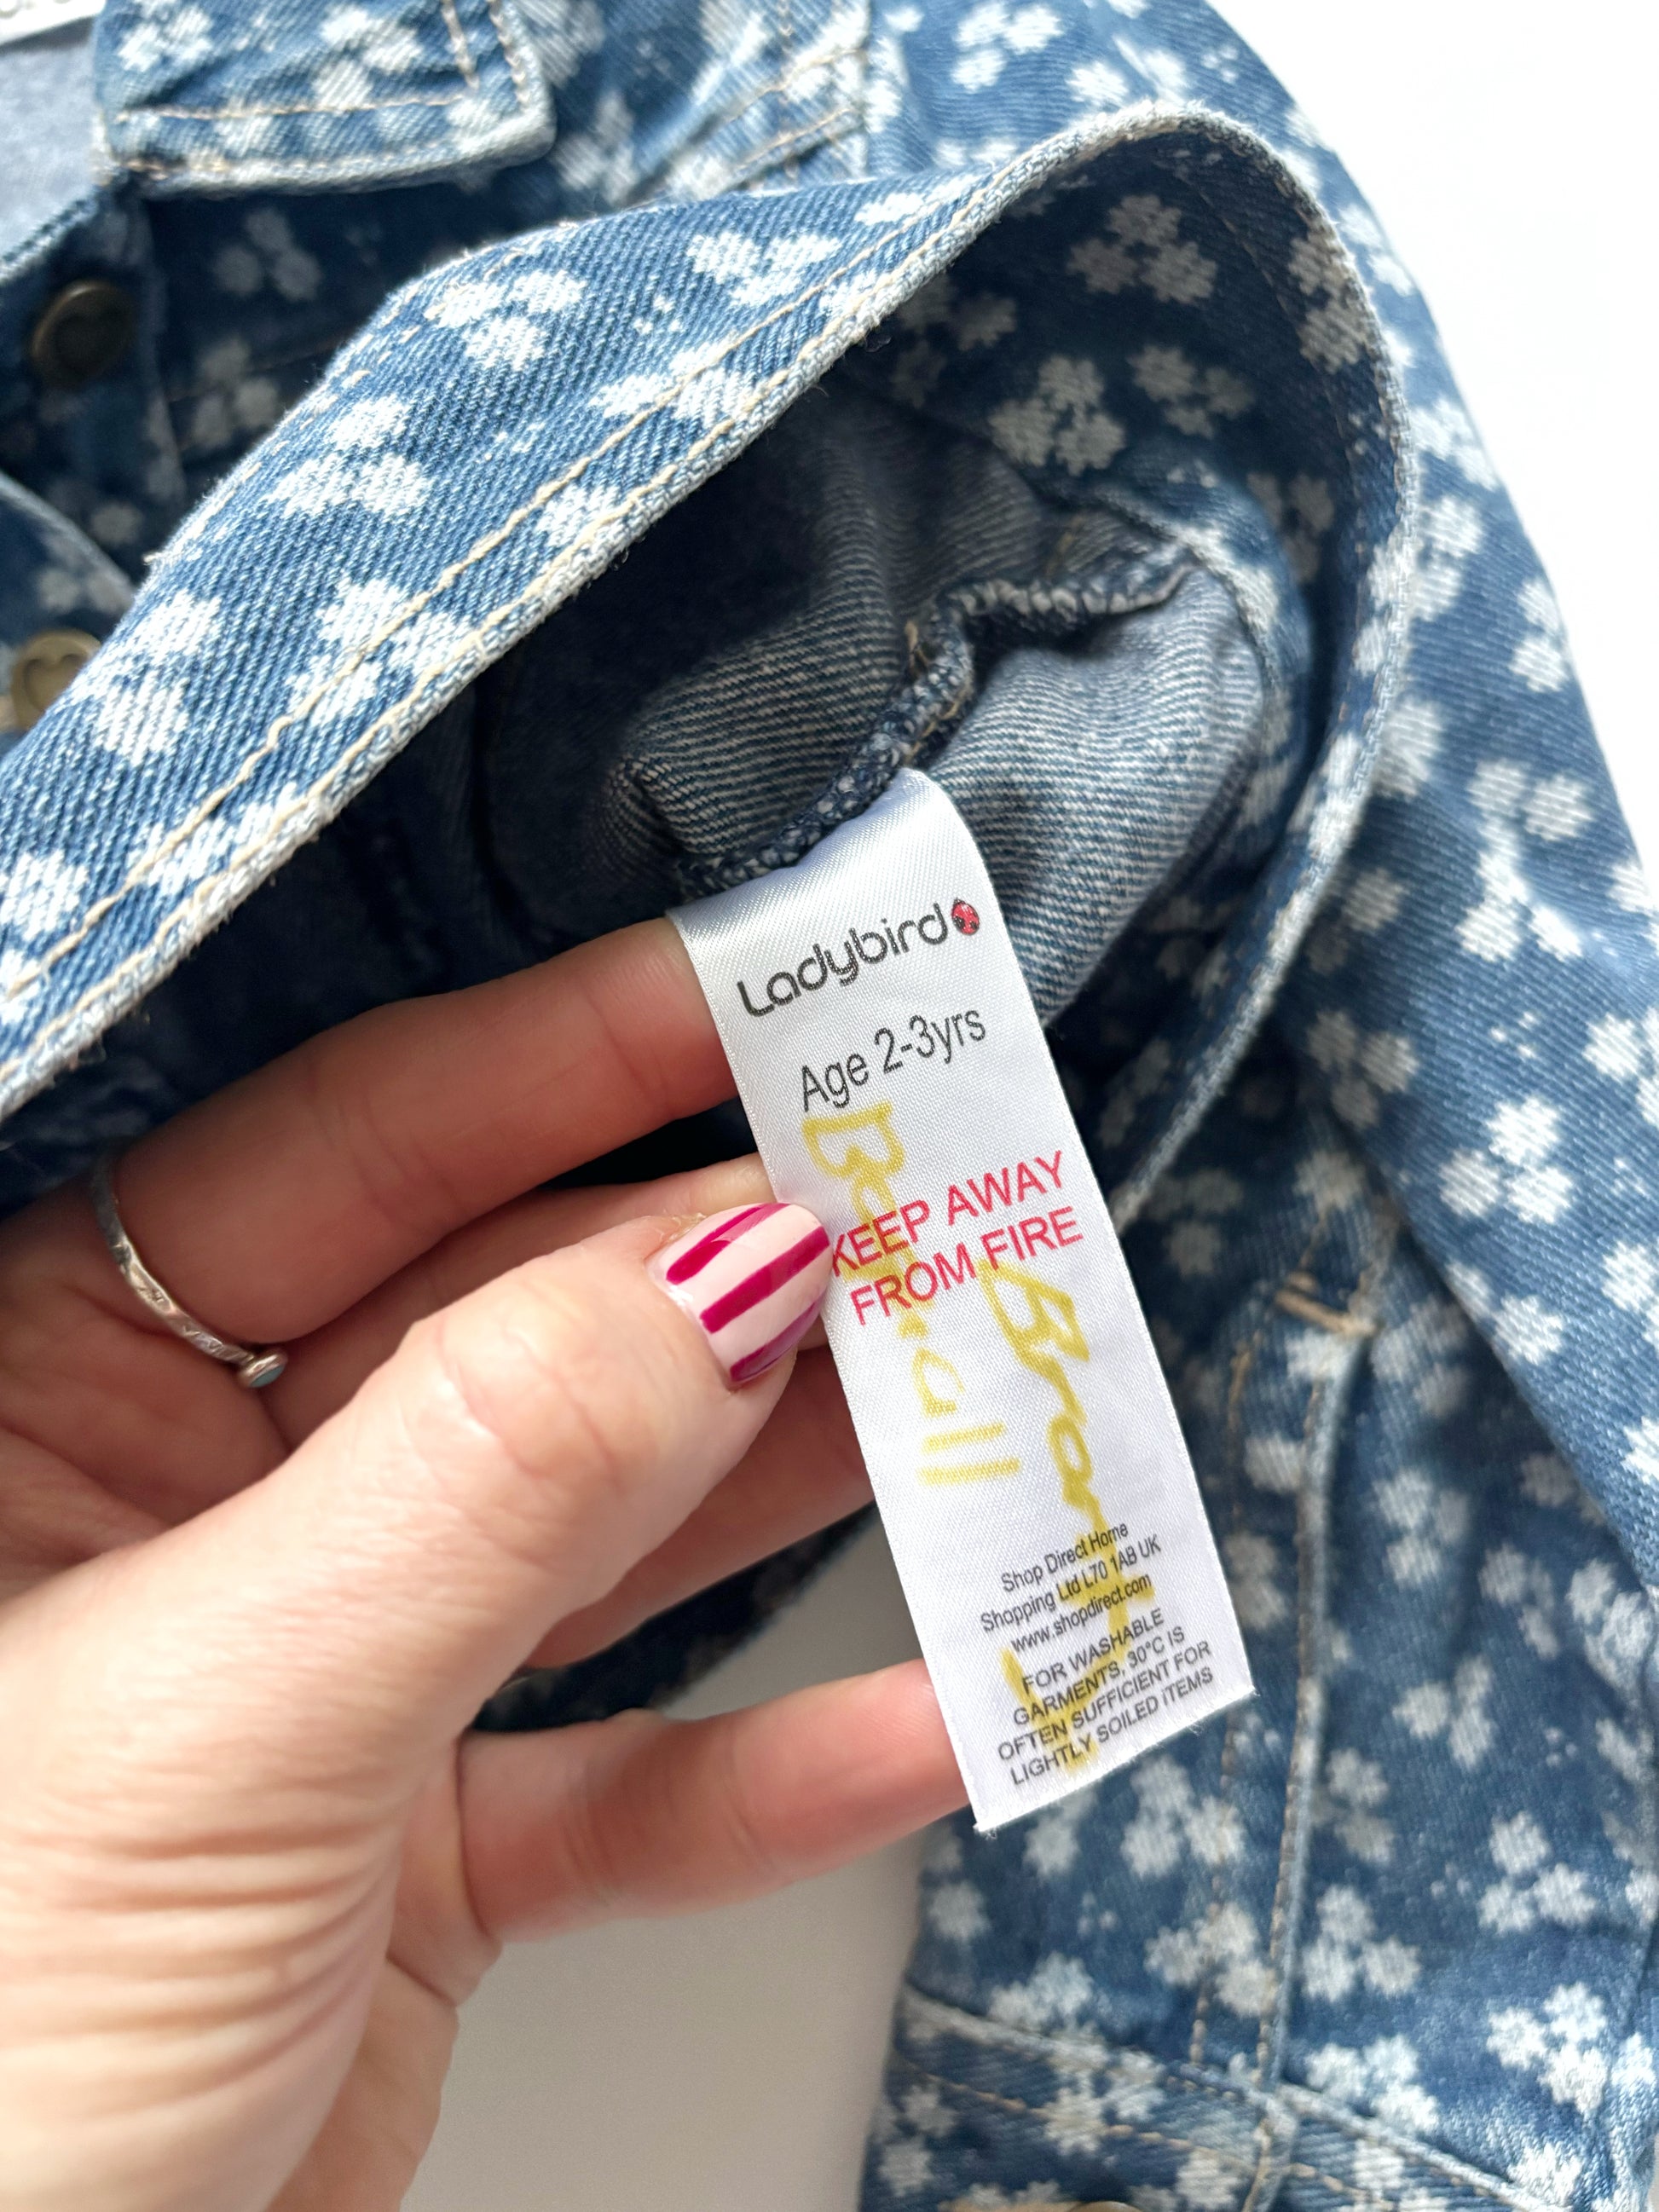 Ladybird
Age 2-3yrs
KEEP AWAY
FROM FIRE
Shop Direct Home
Shopping Ltd L70 1AB UK
www.shopdirect.com
FOR WASHABLE
GARMENTS, 30°C IS
OFTEN SUFFICIENT FOR
LIGHTLY SOILED ITEMS